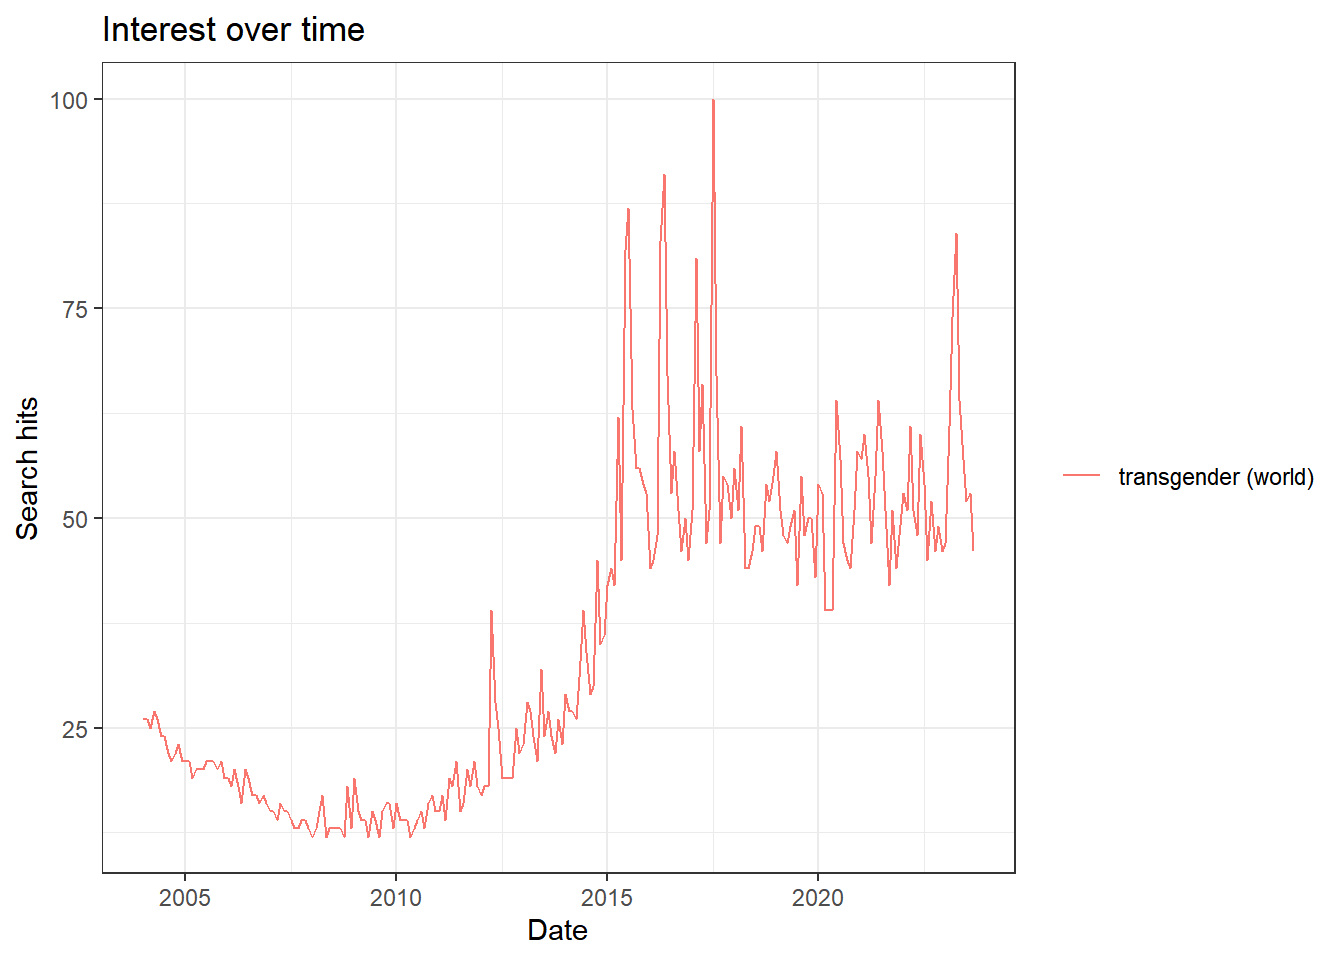 Interest over time
100
75
50
25
Search hits
2005 2010 2015 2020
Date
transgender (world)